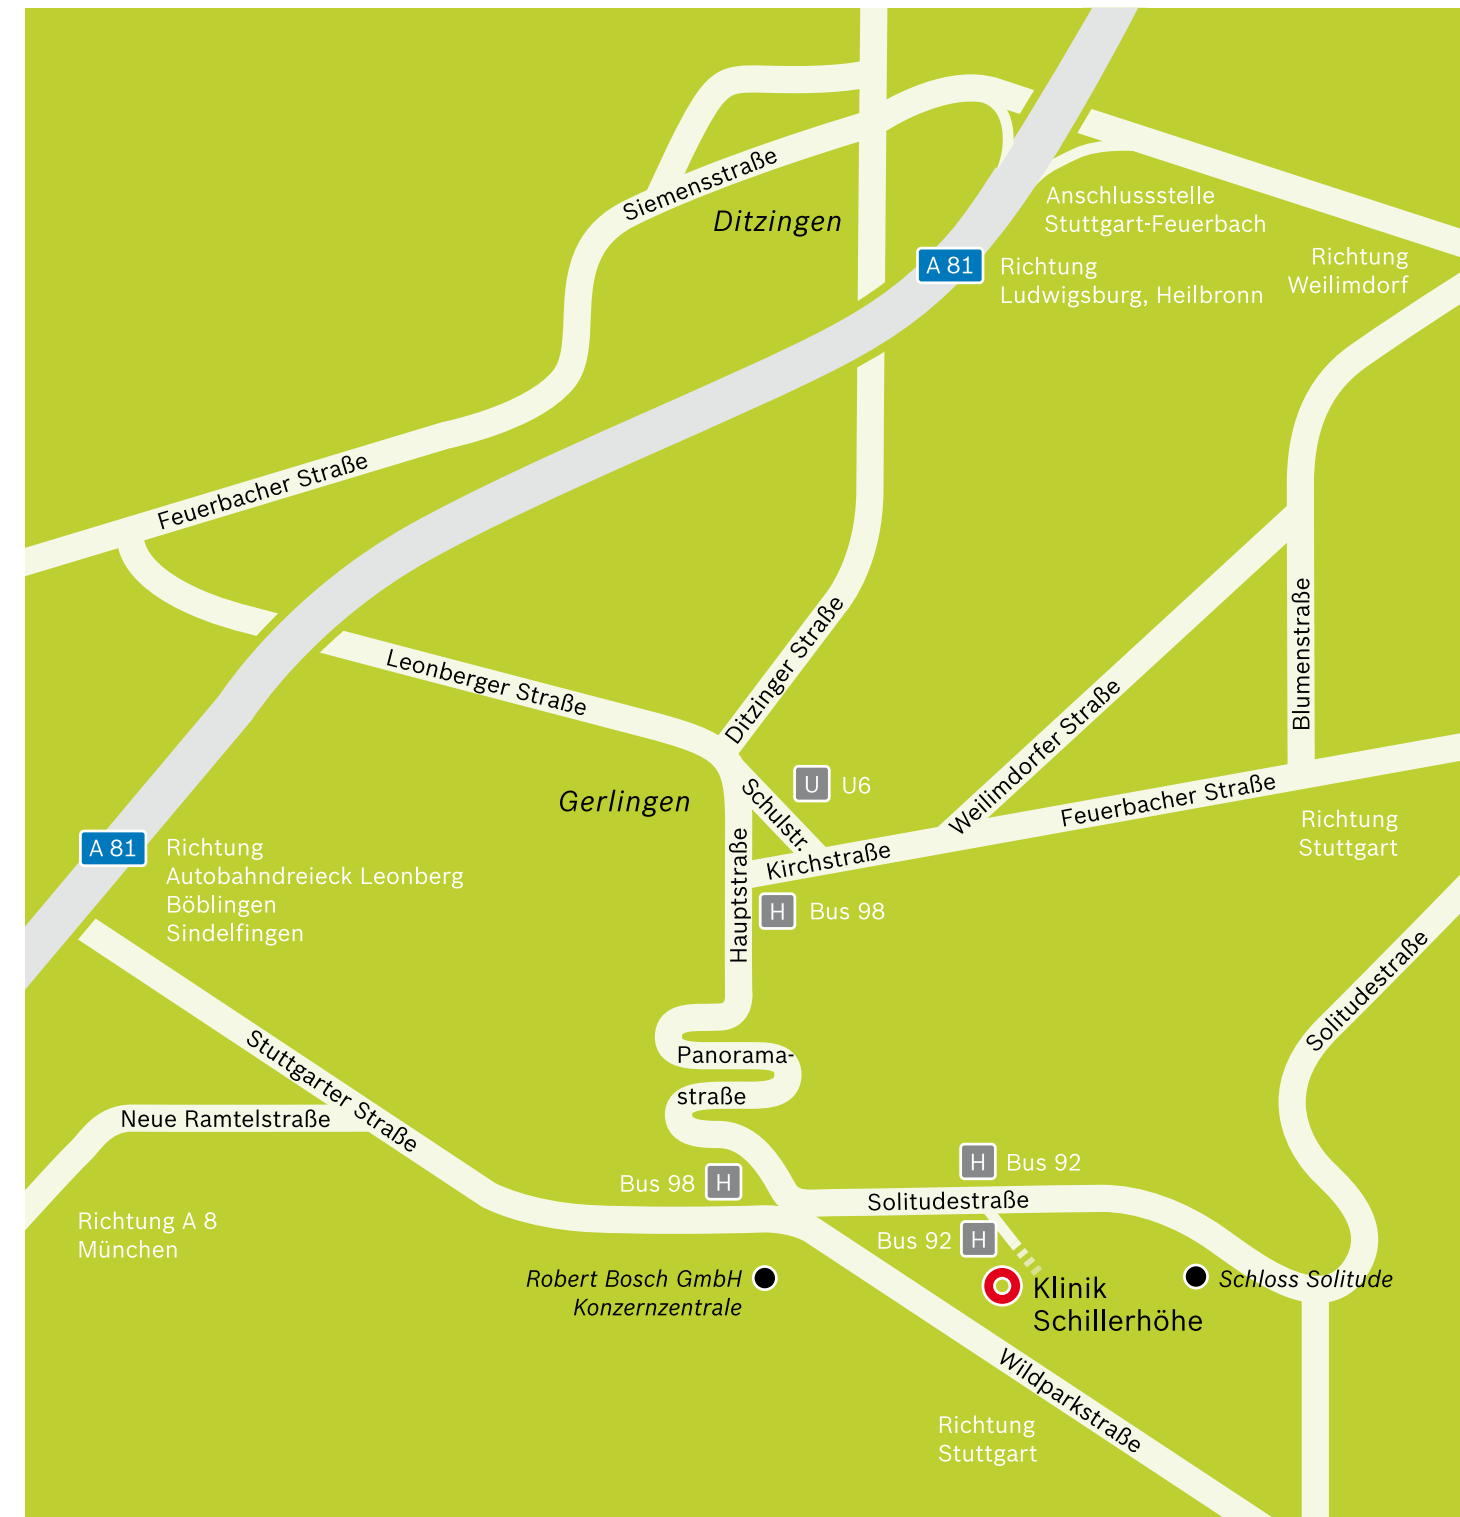 Siemensstraße
Ditzingen
Anschlussstelle
Stuttgart-Feuerbach
A 81
Richtung
Ludwigsburg, Heilbronn
Richtung
Weilimdorf
Feuerbacher Straße
Leonberger Straße
Ditzinger Straße
Blumenstraße
Weilimdorfer Straße
Gerlingen
U
U6
Schulstr.
Feuerbacher Straße
Kirchstraße
Hauptstraße
Richtung
Stuttgart
A 81
Richtung
Autobahndreieck Leonberg
Böblingen
Sindelfingen
H
Bus 98
Solitudestraße
Stuttgarter Straße
Panorama-
straße
Neue Ramtelstraße
H
Bus 92
Bus 98
H
Solitudestraße
Richtung A 8
München
Bus 92
H
Robert Bosch GmbH
Konzernzentrale
Klinik
Schillerhöhe
Schloss Solitude
Wildparkstraße
Richtung
Stuttgart